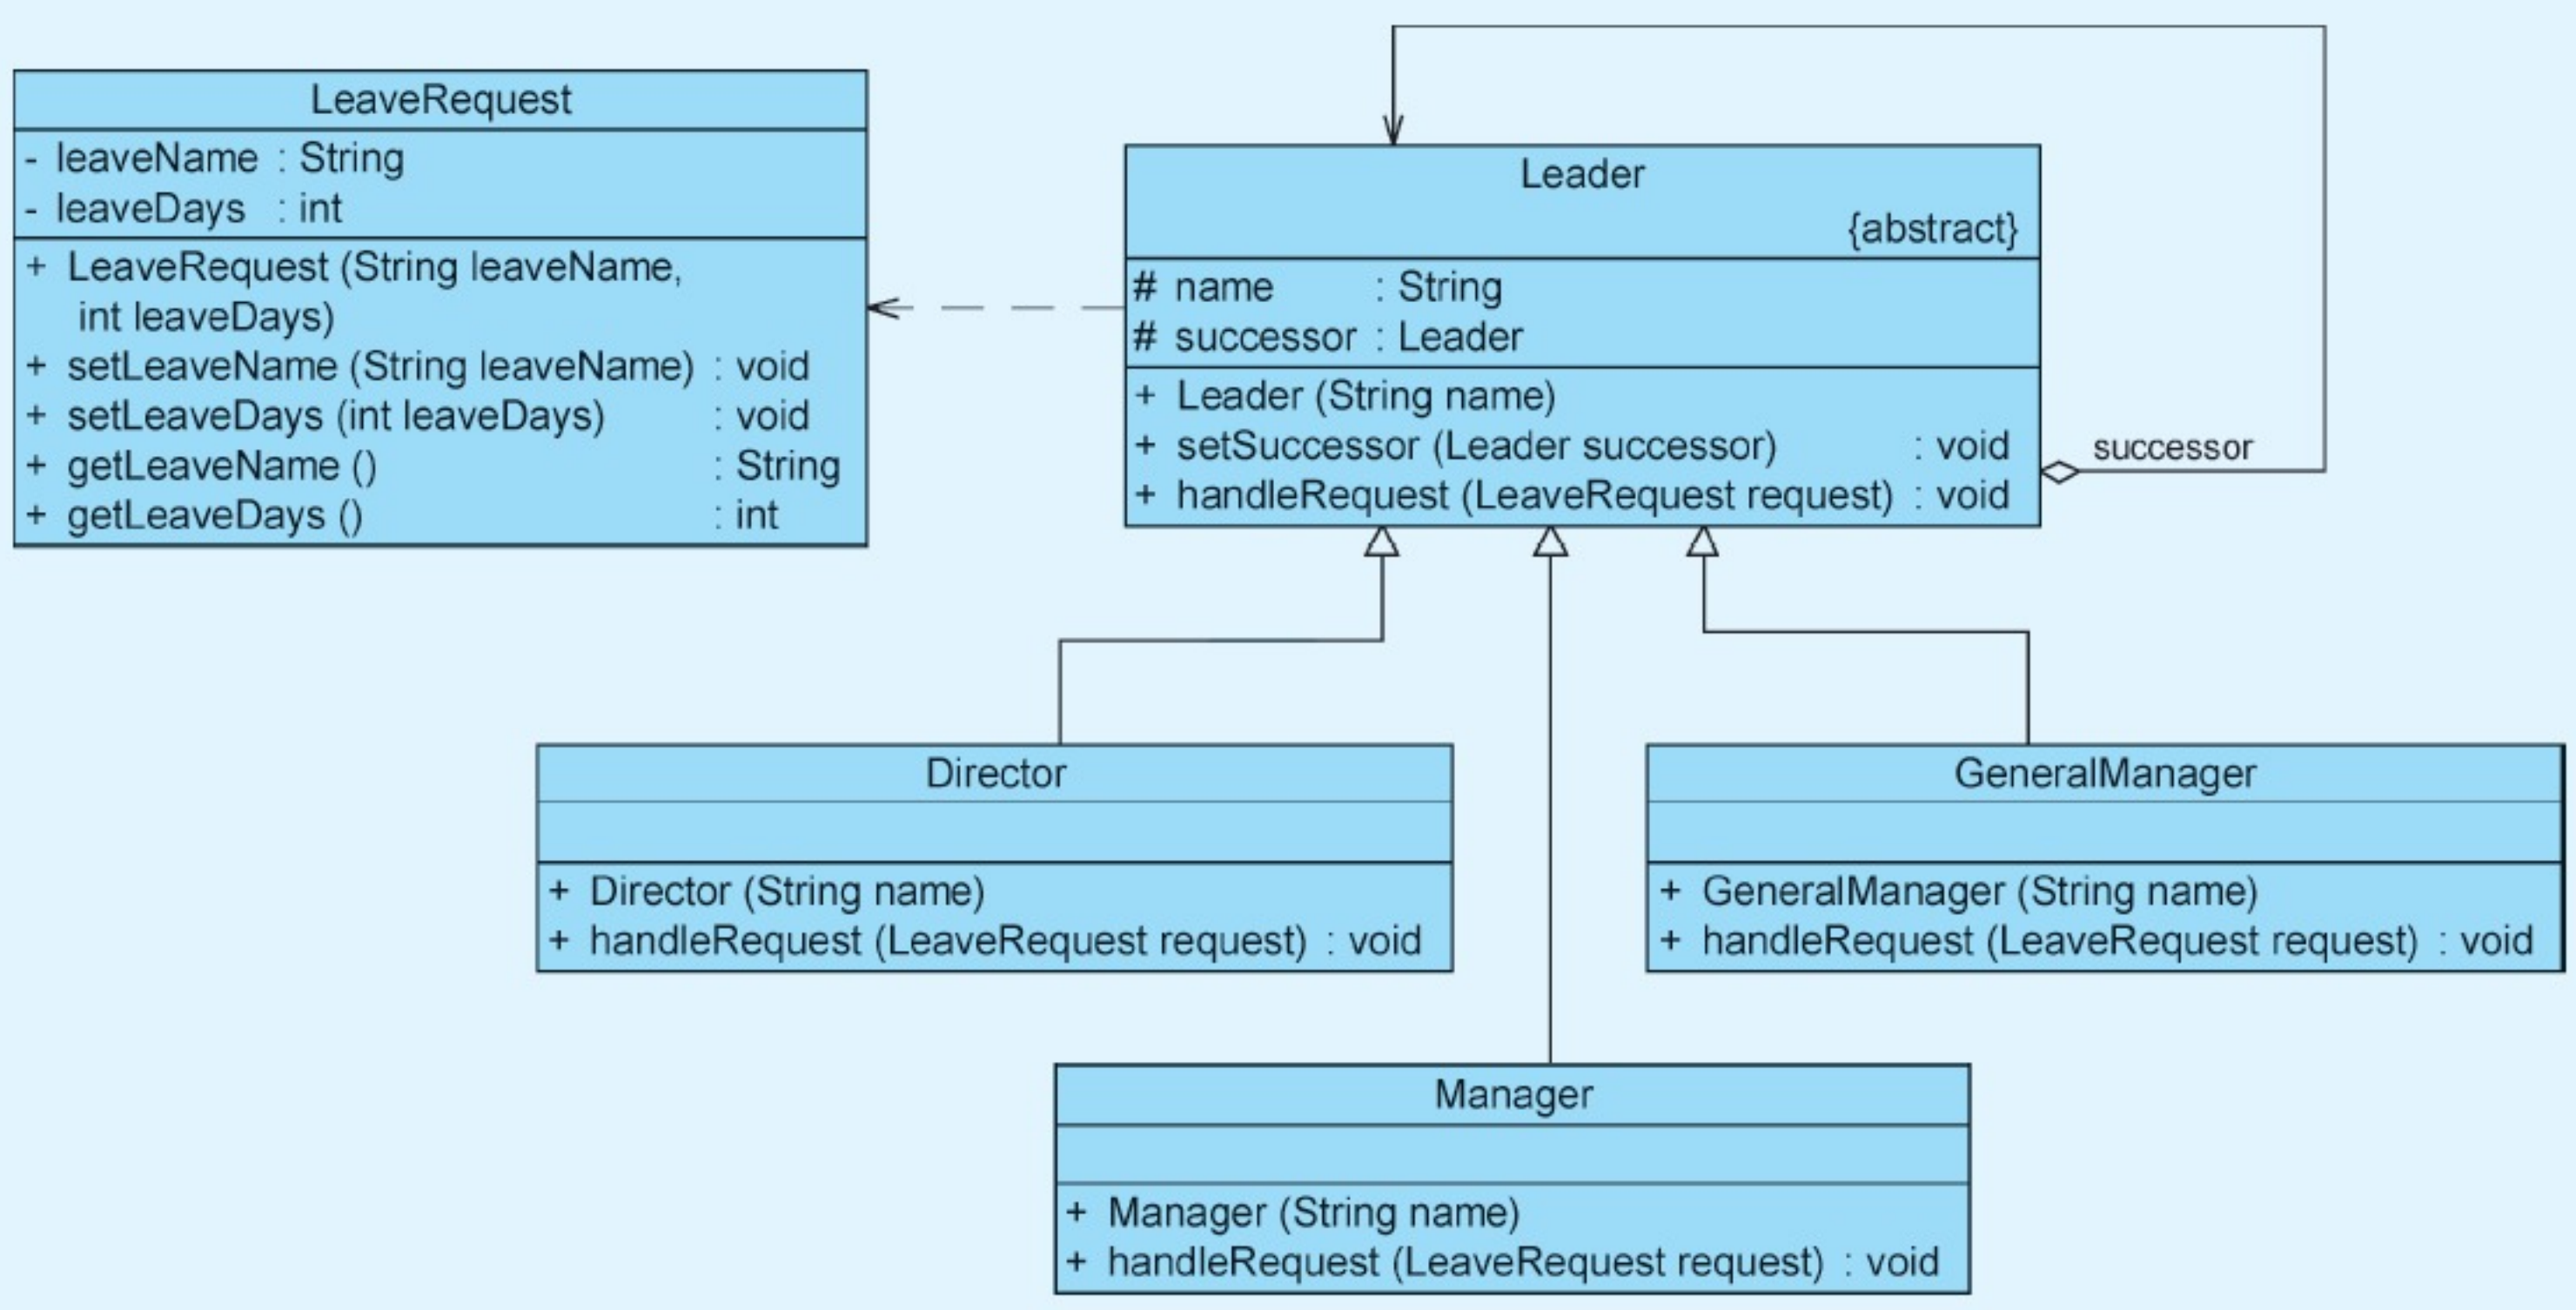 LeaveRequest
- leaveName : String
- leaveDays : int
+ LeaveRequest (String leaveName,
int leaveDays)
+ setLeaveName (String leaveName) : void
+ setLeaveDays (int leaveDays) : void
+ getLeaveName () : String
+ getLeaveDays () : int
Leader
{abstract}
# name : String
# successor : Leader
+ Leader (String name)
+ setSuccessor (Leader successor) : void
+ handleRequest (LeaveRequest request) : void
successor
Director
+ Director (String name)
+ handleRequest (LeaveRequest request) : void
GeneralManager
+ GeneralManager (String name)
+ handleRequest (LeaveRequest request) : void
Manager
+ Manager (String name)
+ handleRequest (LeaveRequest request) : void